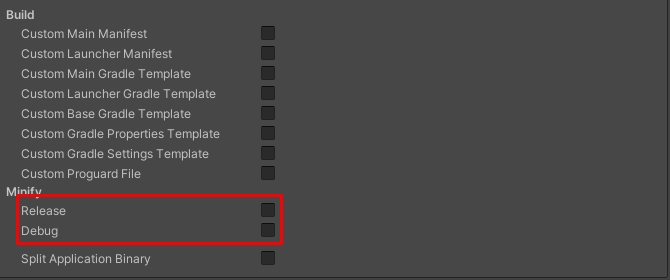 Build
Custom Main Manifest
Custom Launcher Manifest
Custom Main Gradle Template
Custom Launcher Gradle Template
Custom Base Gradle Template
Custom Gradle Properties Template
Custom Gradle Settings Template
Custom Proguard File
Minify
Release
Debug
Split Application Binary